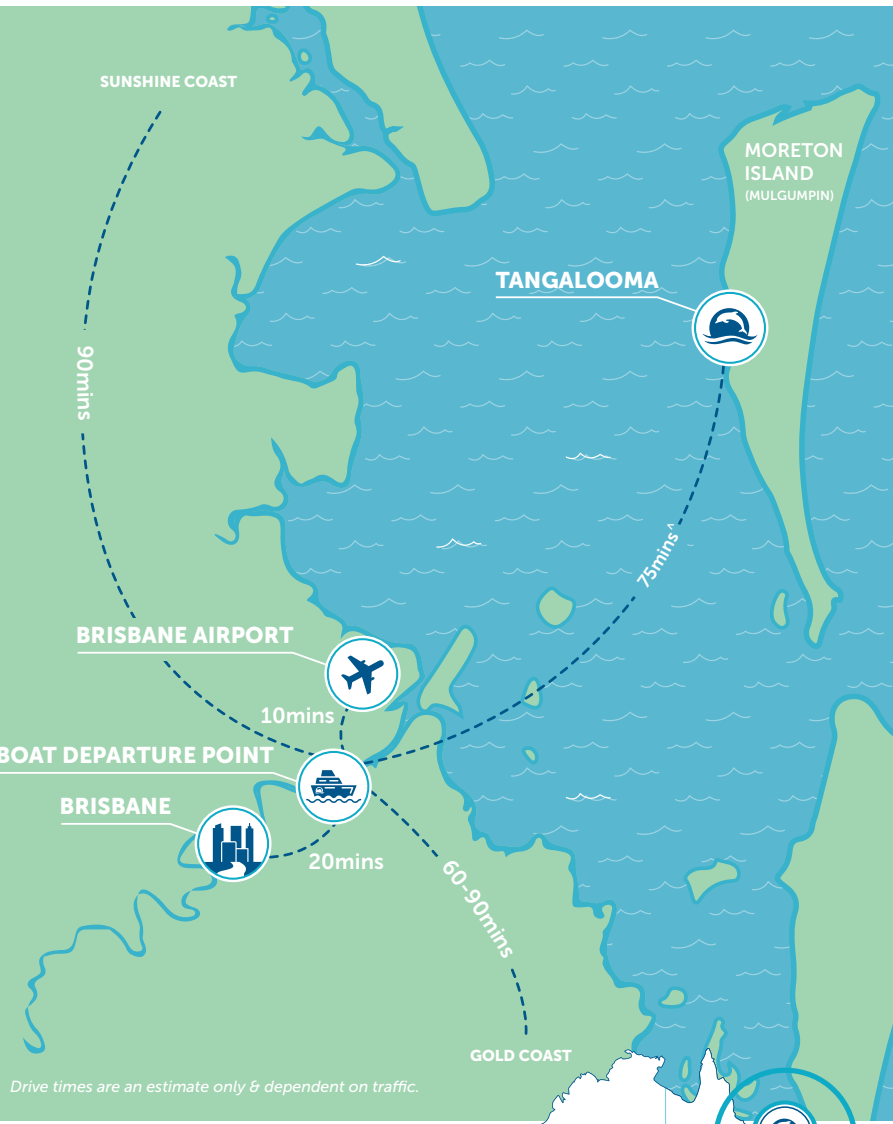 SUNSHINE COAST
MORETON
ISLAND
(MULGUMPIN)
TANGALOOMA
90mins
75mins^
BRISBANE AIRPORT
10mins
BOAT DEPARTURE POINT
BRISBANE
20mins
60-90mins
GOLD COAST
Drive times are an estimate only & dependent on traffic.